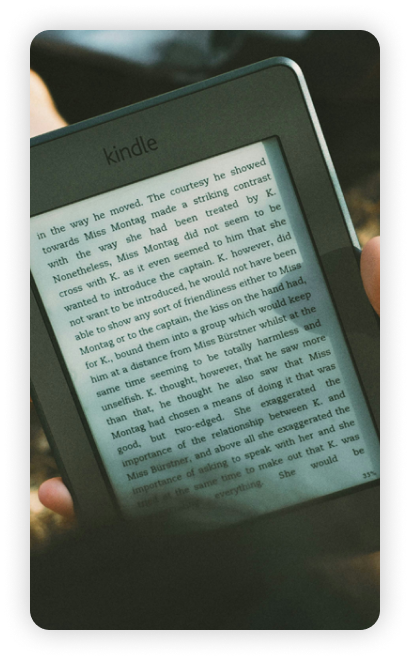 kindle
in the way he moved. The courtesy he showed
towards Miss Montag made a striking contrast
with the way she had been treated by K.
Nonetheless, Miss Montag did not seem to be
cross with K. as it even seemed to him that she
wanted to introduce the captain. K. however, did
not want to be introduced, he would not have been
able to show any sort of friendliness either to Miss
Montag or to the captain, the kiss on the hand had,
for K., bound them into a group which would keep
him at a distance from Miss Bürstner whilst at the
same time seeming to be totally harmless and
unselfish. K. thought, however, that he saw more
than that, he thought he also saw that Miss
Montag had chosen a means of doing it that was
good, but two-edged. She exaggerated the
importance of the relationship between K. and
Miss Bürstner, and above all she exaggerated the
importance of asking to speak with her and she
tried at the same time to make out that K. was
everything. She would be
23%